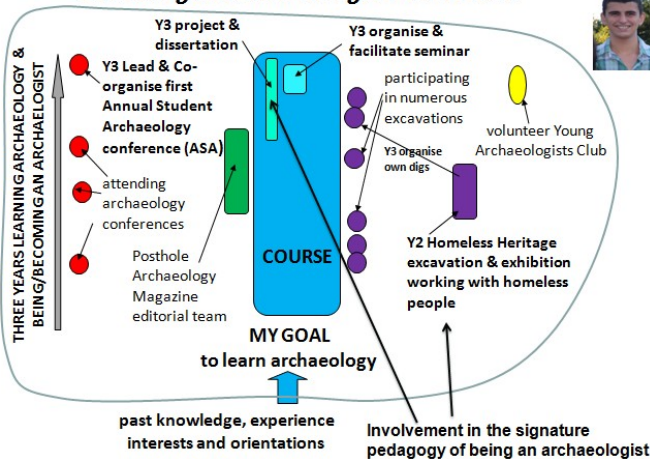 THREE YEARS LEARNING ARCHAEOLOGY &
BEING/BECOMING AN ARCHAELOGIST
Y3 project &
dissertation
Y3 organise &
facilitate seminar
Y3 Lead & Co-
organise first
Annual Student
Archaeology
conference (ASA)
participating
in numerous
excavations
volunteer Young
Archaeologists Club
Y3 organise
own digs
attending
archaeology
conferences
Posthole
Archaeology
Magazine
editorial team
COURSE
Y2 Homeless Heritage
excavation & exhibition
working with homeless
people
MY GOAL
to learn archaeology
past knowledge, experience
interests and orientations
Involvement in the signature
pedagogy of being an archaeologist